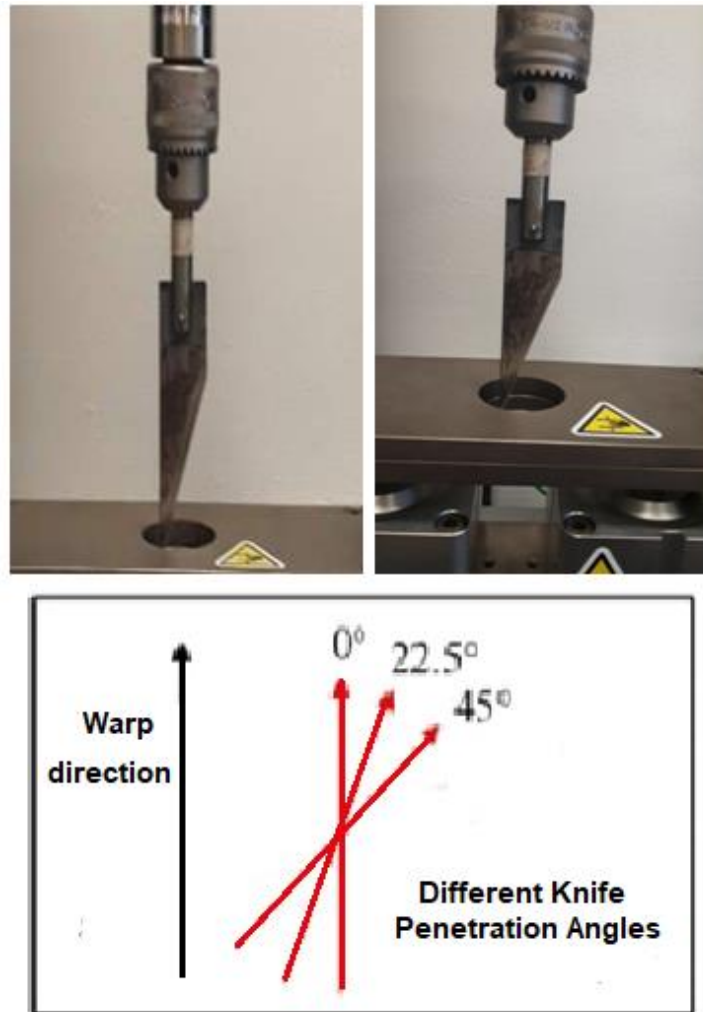 0°
22.5°
45°
Warp
direction
Different Knife
Penetration Angles